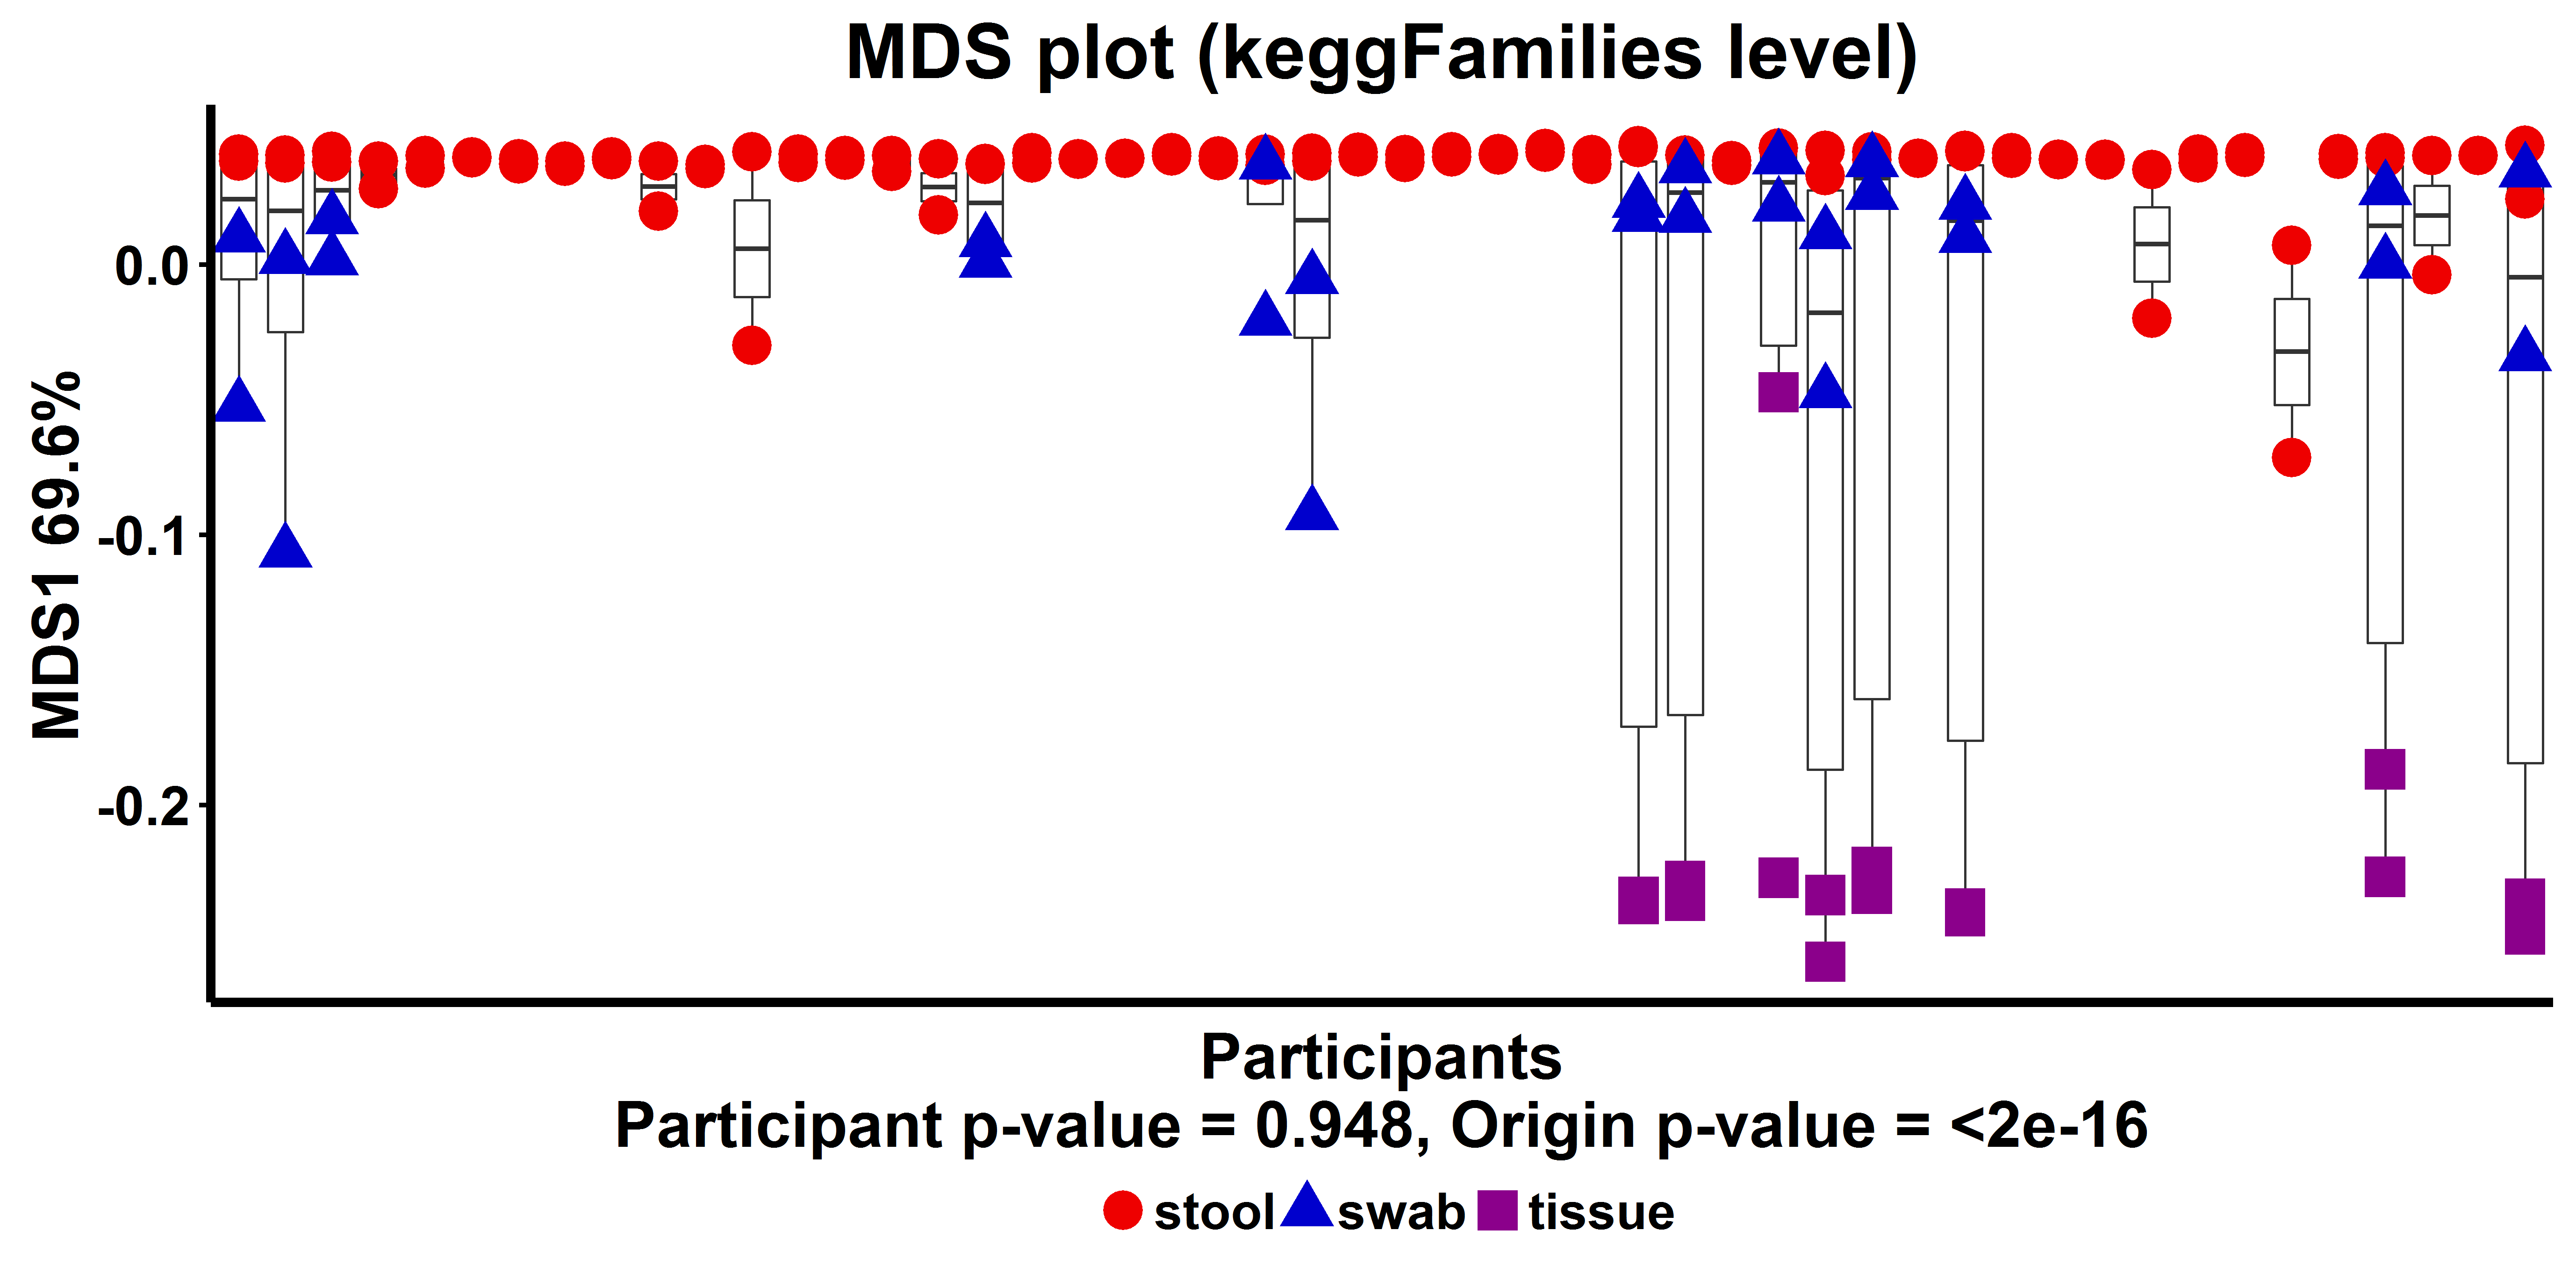 MDS plot (keggFamilies level)
MDS1 69.6%
0.0
-0.1
-0.2
Participants
Participant p-value = 0.948, Origin p-value = <2e-16
stool swab tissue